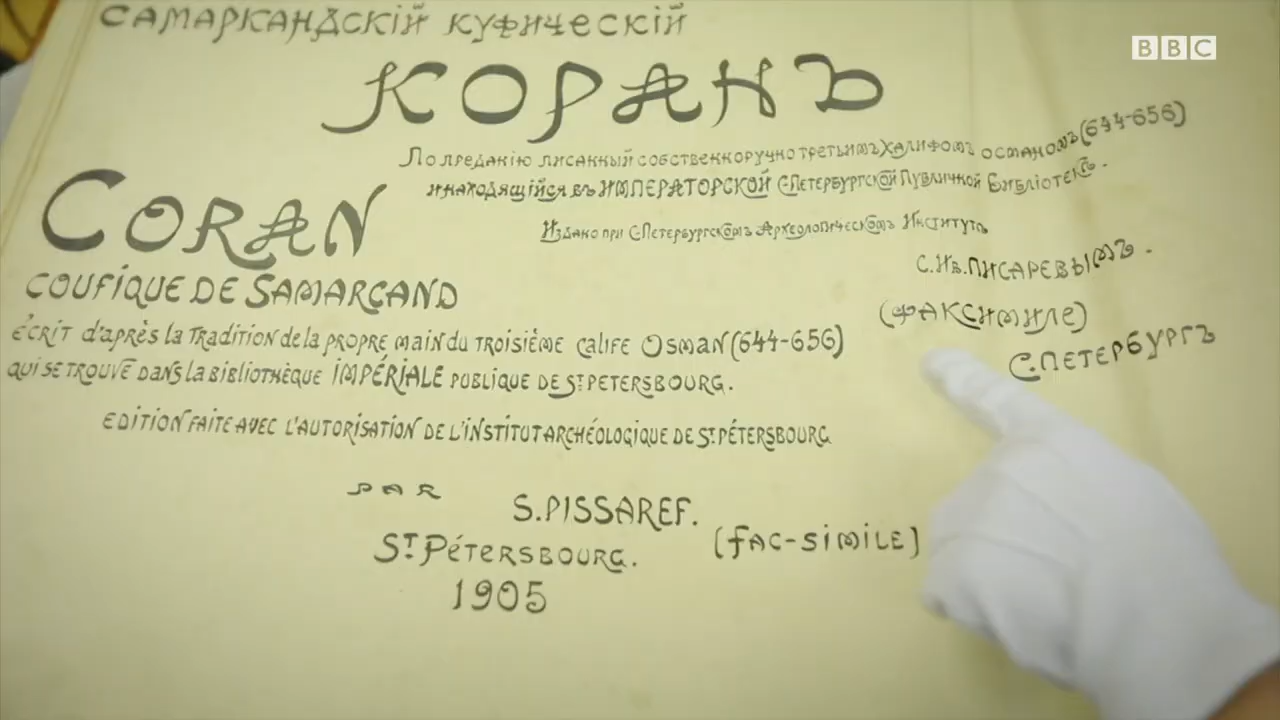 САМАРКАНДСКІЙ КУФИЧЕСКІЙ
КОРАНЪ
По преданію писанный собственноручно третьимъ Халифомъ Османомъ (644-656)
и находящійся въ ИМПЕРАТОРСКОЙ С.Петербургской Публичной Библіотекѣ.
Издано при С.Петербургскомъ Археологическомъ Институтѣ
С. Ив. ПИСАРЕВЫМЪ.
(ФАКСИМИЛЕ)
С.ПЕТЕРБУРГЪ
CORAN
COUFIQUE DE SAMARCAND
ÉCRIT d'après la Tradition de la PROPRE main du TROISIÈME CALIFE OSMAN (644-656)
QUI SE TROUVE DANS LA BIBLIOTHÈQUE IMPÉRIALE PUBLIQUE DE ST PETERSBOURG.
EDITION FAITE AVEC L'AUTORISATION DE L'INSTITUT ARCHÉOLOGIQUE DE ST. PÉTERSBOURG
PAR
S. PISSAREF.
ST PÉTERSBOURG.
(FAC-SIMILE)
1905
BBC